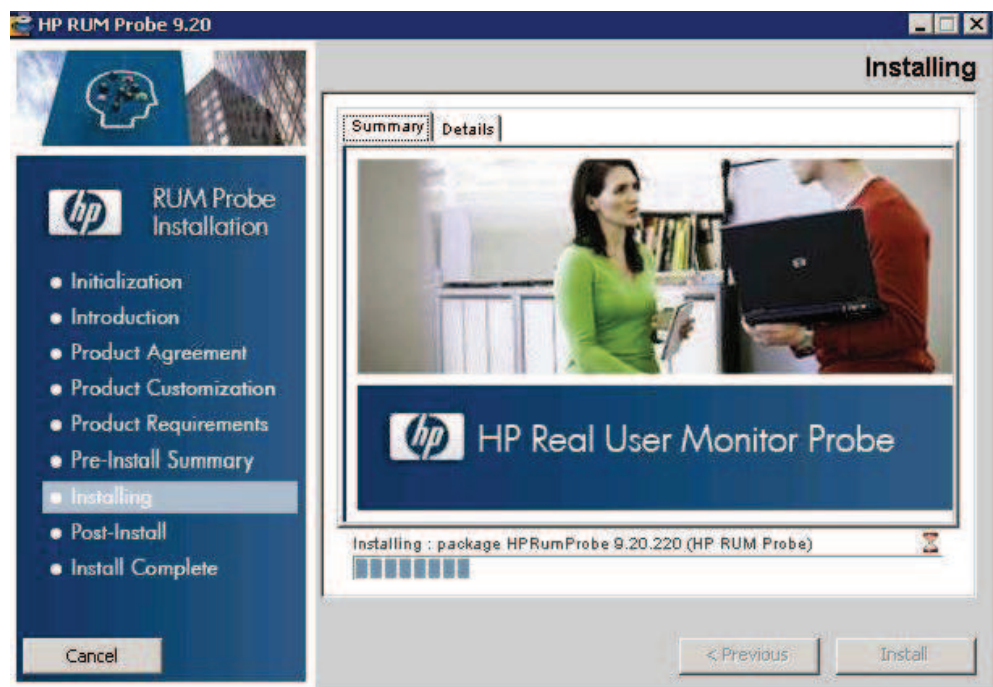 HP RUM Probe 9.20
Installing
hp
RUM Probe
Installation
Initialization
Introduction
Product Agreement
Product Customization
Product Requirements
Pre-Install Summary
Installing
Post-Install
Install Complete
Cancel
Summary
Details
hp
HP Real User Monitor Probe
Installing : package HPRumProbe 9.20.220 (HP RUM Probe)
< Previous
Install